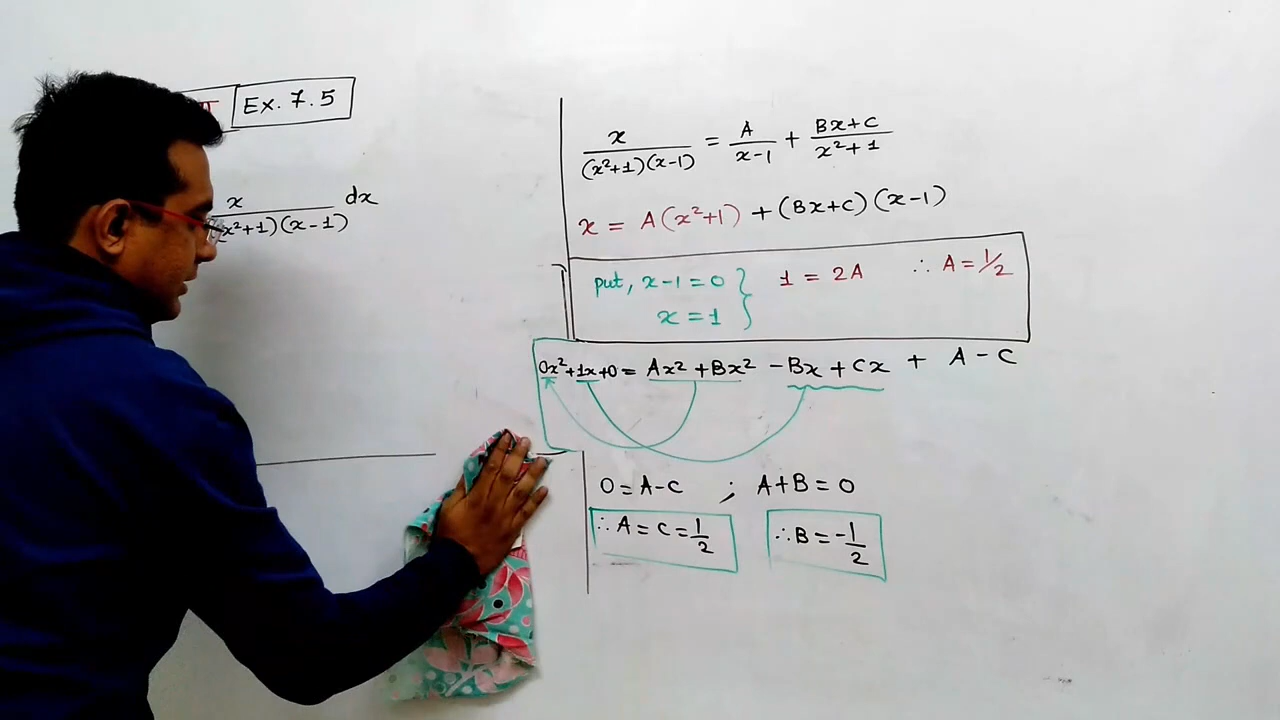 Ex. 7.5
x/(x²+1)(x-1) dx
x/(x²+1)(x-1) = A/x-1 + Bx+C/x²+1
x = A(x²+1) + (Bx+C)(x-1)
put, x-1=0 } 1 = 2A ∴ A=1/2
x=1
0x²+1x+0 = Ax²+Bx² -Bx+Cx + A-C
0=A-C ; A+B=0
∴A=C=1/2 ∴B=-1/2